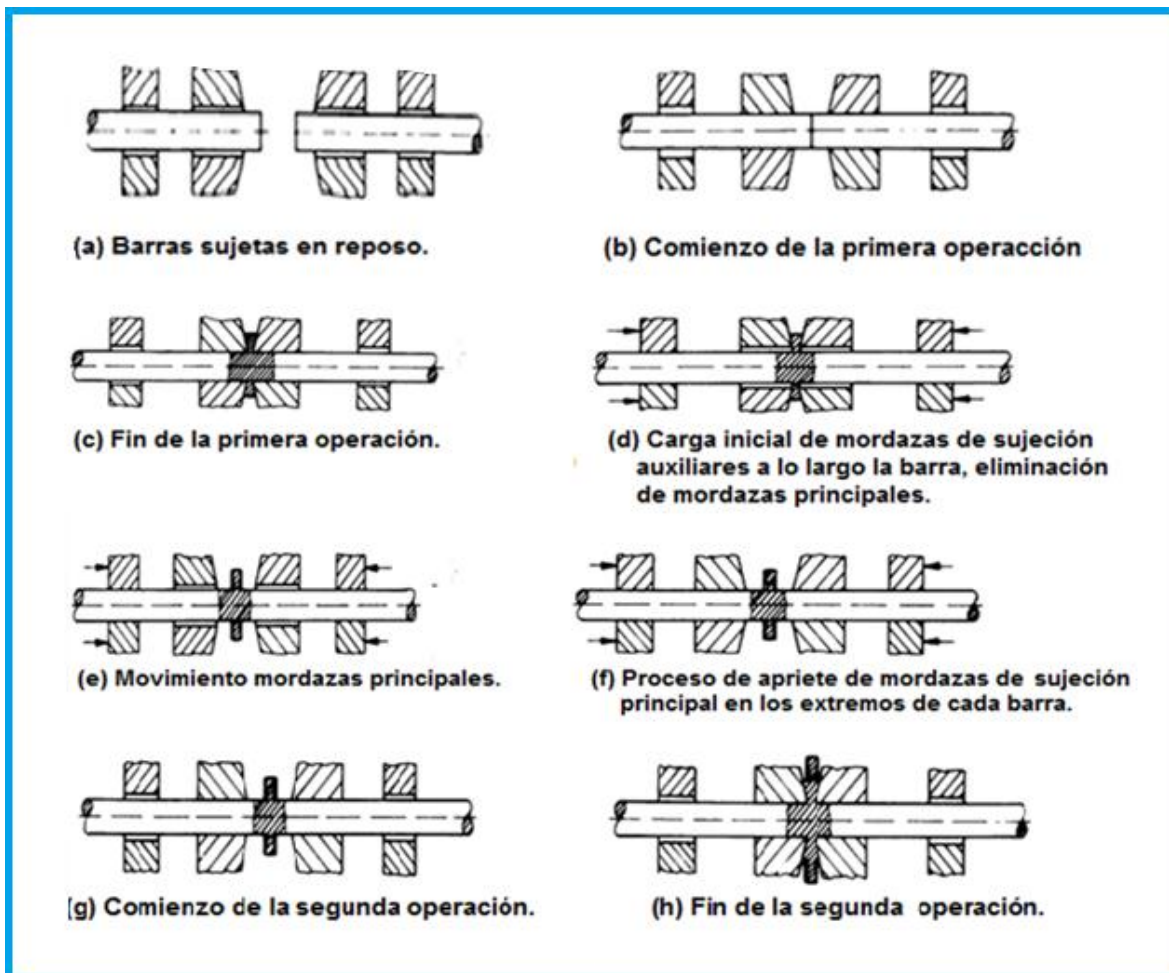 (a) Barras sujetas en reposo.
(b) Comienzo de la primera operacción
(c) Fin de la primera operación.
(d) Carga inicial de mordazas de sujeción
auxiliares a lo largo la barra, eliminación
de mordazas principales.
(e) Movimiento mordazas principales.
(f) Proceso de apriete de mordazas de sujeción
principal en los extremos de cada barra.
(g) Comienzo de la segunda operación.
(h) Fin de la segunda operación.